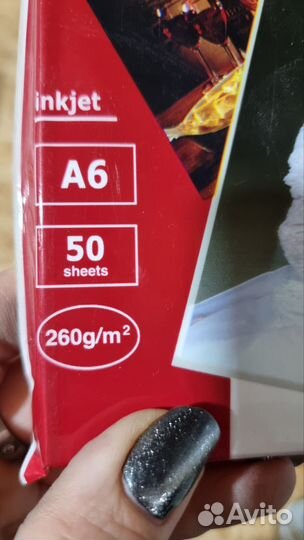 inkjet
A6
50
sheets
260g/m²
Avito